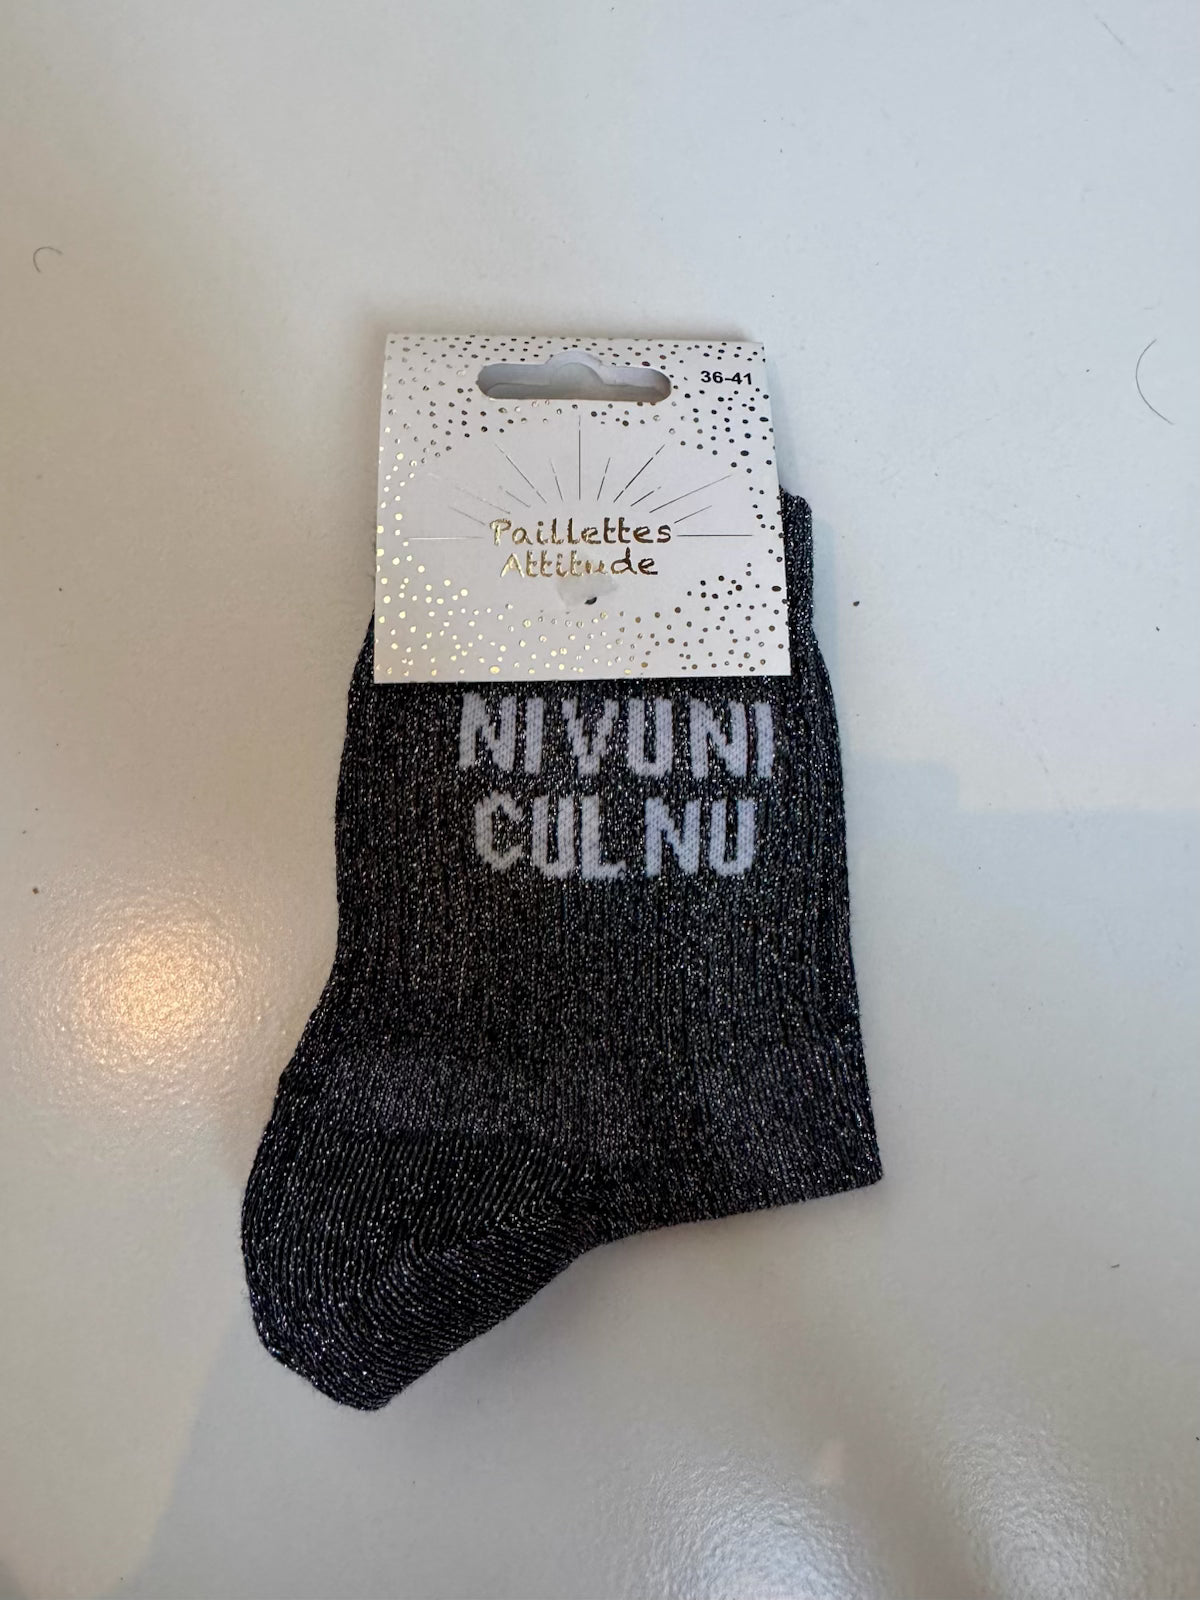 36-41
Paillettes
Attitude
NI VU NI
CUL NU